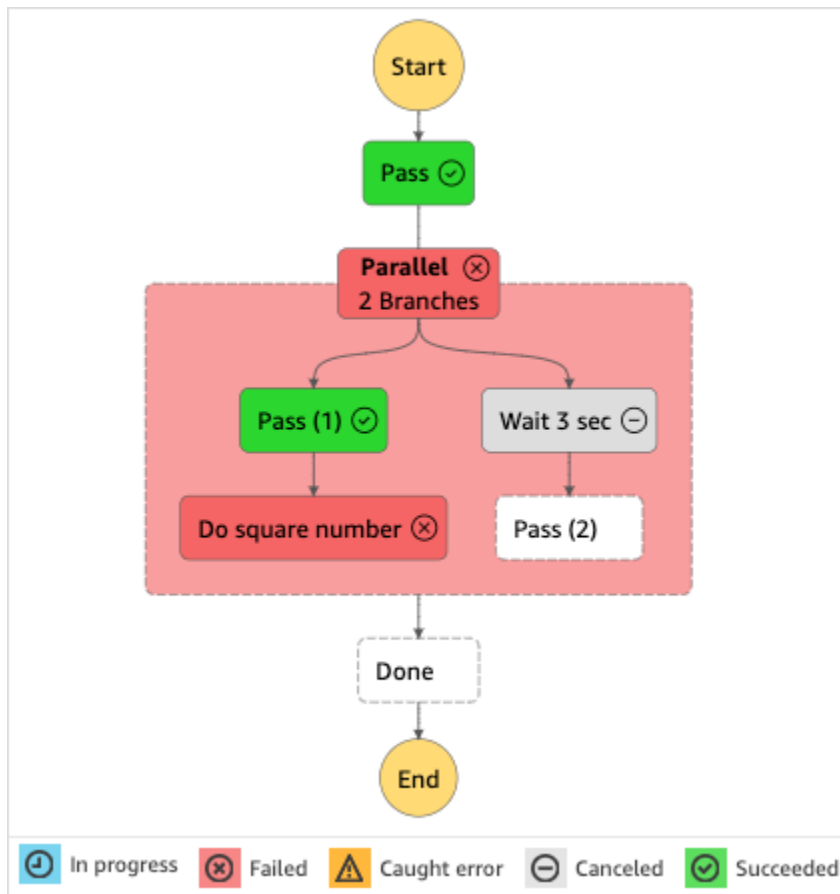 Start
Pass
Parallel
2 Branches
Pass (1)
Wait 3 sec
Do square number
Pass (2)
Done
End
In progress
Failed
Caught error
Canceled
Succeeded